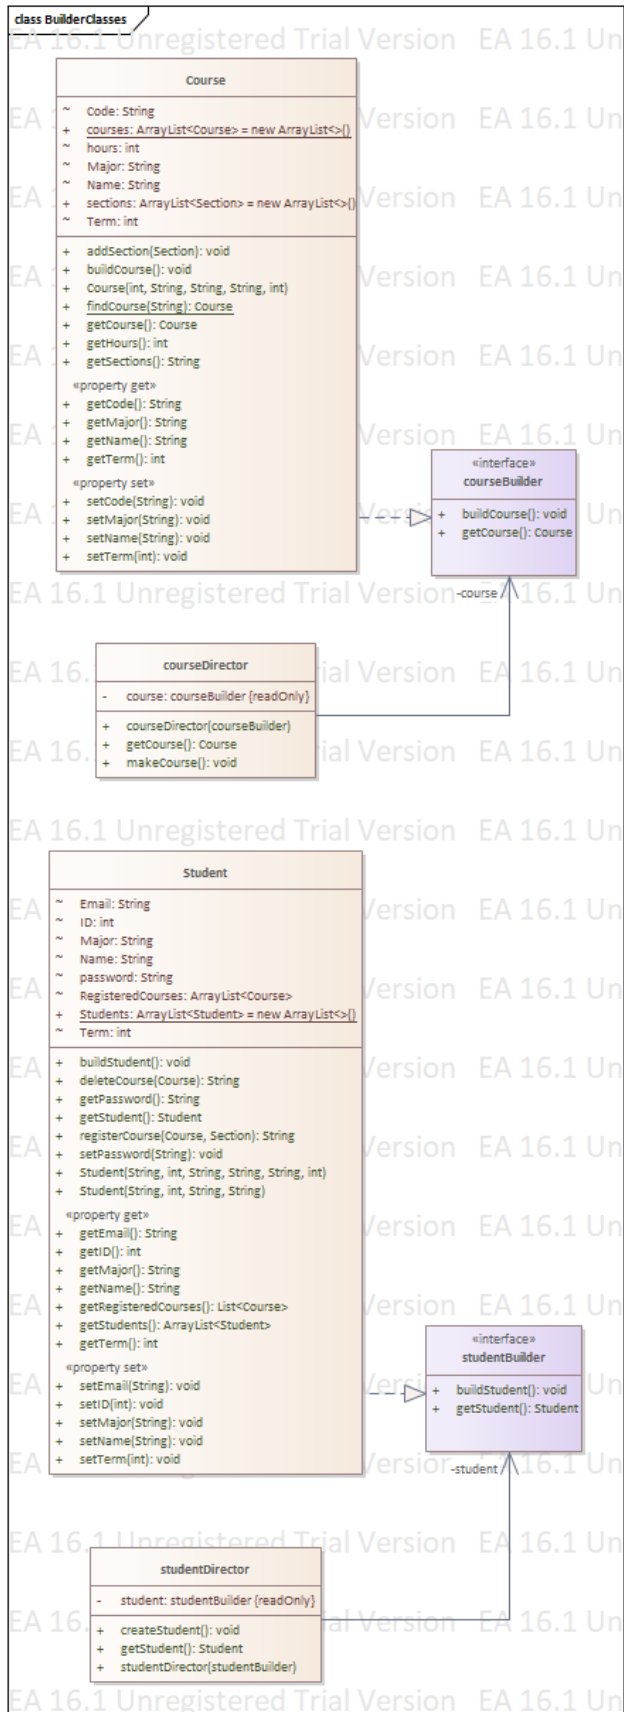 class BuilderClasses
EA 16.1 Unregistered Trial Version EA 16.1 Un
Course
~ Code: String
+ courses: ArrayList<Course> = new ArrayList<>()
~ hours: int
~ Major: String
~ Name: String
+ sections: ArrayList<Section> = new ArrayList<>()
~ Term: int
+ addSection(Section): void
+ buildCourse(): void
+ Course(int, String, String, String, int)
+ findCourse(String): Course
+ getCourse(): Course
+ getHours(): int
+ getSections(): String
«property get»
+ getCode(): String
+ getMajor(): String
+ getName(): String
+ getTerm(): int
«property set»
+ setCode(String): void
+ setMajor(String): void
+ setName(String): void
+ setTerm(int): void
«interface»
courseBuilder
+ buildCourse(): void
+ getCourse(): Course
-course
courseDirector
- course: courseBuilder {readOnly}
+ courseDirector(courseBuilder)
+ getCourse(): Course
+ makeCourse(): void
EA 16.1 Unregistered Trial Version EA 16.1 Un
Student
~ Email: String
~ ID: int
~ Major: String
~ Name: String
~ password: String
~ RegisteredCourses: ArrayList<Course>
+ Students: ArrayList<Student> = new ArrayList<>()
~ Term: int
+ buildStudent(): void
+ deleteCourse(Course): String
+ getPassword(): String
+ getStudent(): Student
+ registerCourse(Course, Section): String
+ setPassword(String): void
+ Student(String, int, String, String, String, int)
+ Student(String, int, String, String)
«property get»
+ getEmail(): String
+ getID(): int
+ getMajor(): String
+ getName(): String
+ getRegisteredCourses(): List<Course>
+ getStudents(): ArrayList<Student>
+ getTerm(): int
«property set»
+ setEmail(String): void
+ setID(int): void
+ setMajor(String): void
+ setName(String): void
+ setTerm(int): void
«interface»
studentBuilder
+ buildStudent(): void
+ getStudent(): Student
-student
studentDirector
- student: studentBuilder {readOnly}
+ createStudent(): void
+ getStudent(): Student
+ studentDirector(studentBuilder)
EA 16.1 Unregistered Trial Version EA 16.1 Un